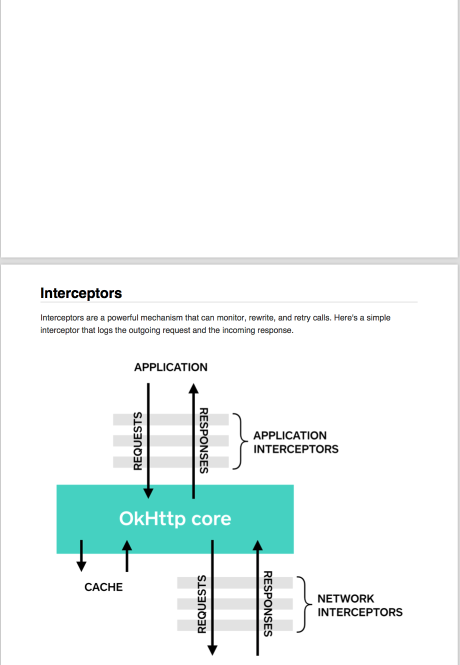 Interceptors
Interceptors are a powerful mechanism that can monitor, rewrite, and retry calls. Here's a simple
interceptor that logs the outgoing request and the incoming response.
APPLICATION
REQUESTS
RESPONSES
APPLICATION
INTERCEPTORS
OkHttp core
CACHE
REQUESTS
RESPONSES
NETWORK
INTERCEPTORS